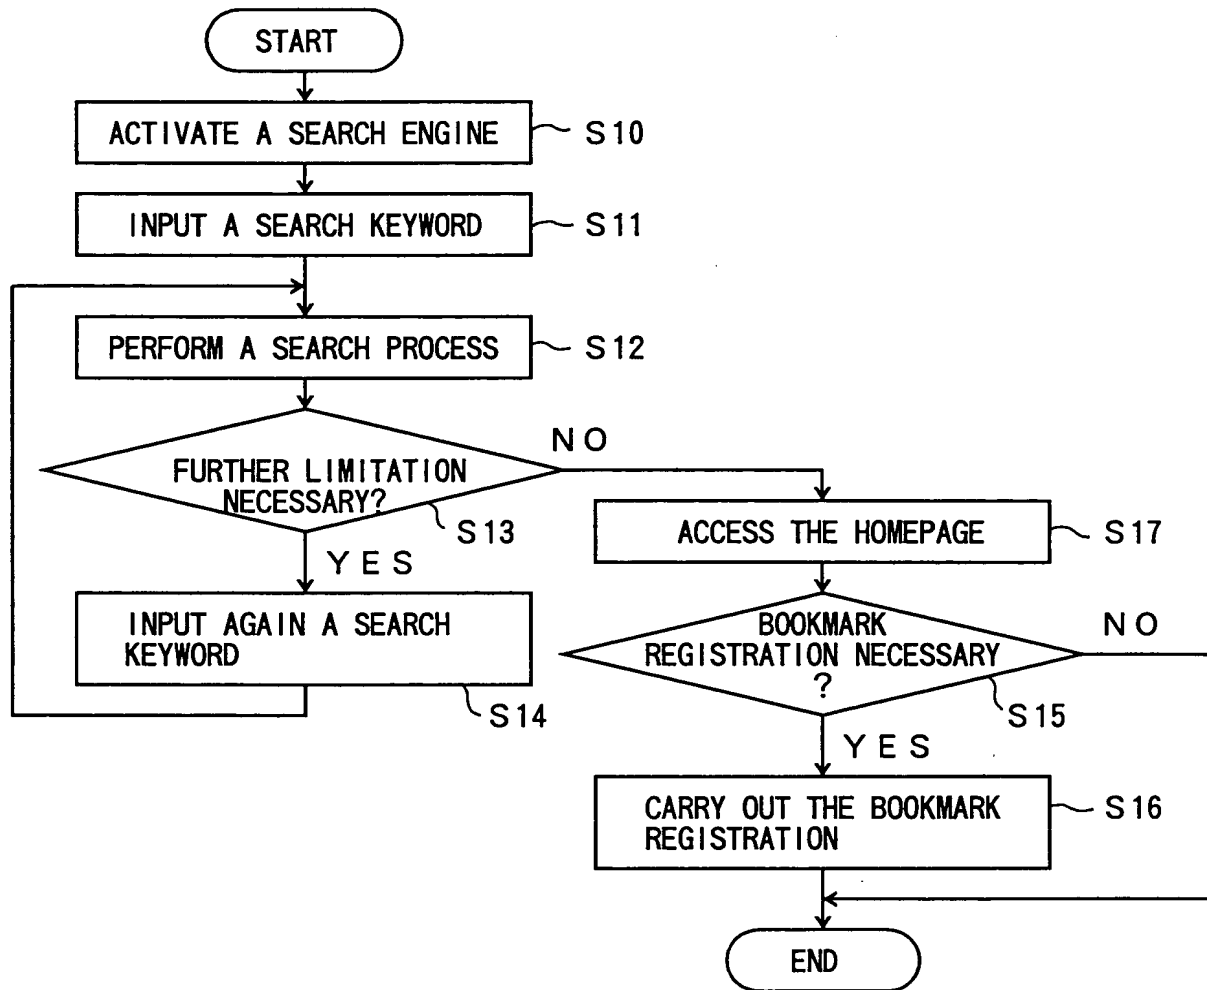 START
ACTIVATE A SEARCH ENGINE
S10
INPUT A SEARCH KEYWORD
S11
PERFORM A SEARCH PROCESS
S12
FURTHER LIMITATION
NECESSARY?
S13
NO
YES
INPUT AGAIN A SEARCH
KEYWORD
S14
ACCESS THE HOMEPAGE
S17
BOOKMARK
REGISTRATION NECESSARY
?
S15
NO
YES
CARRY OUT THE BOOKMARK
REGISTRATION
S16
END